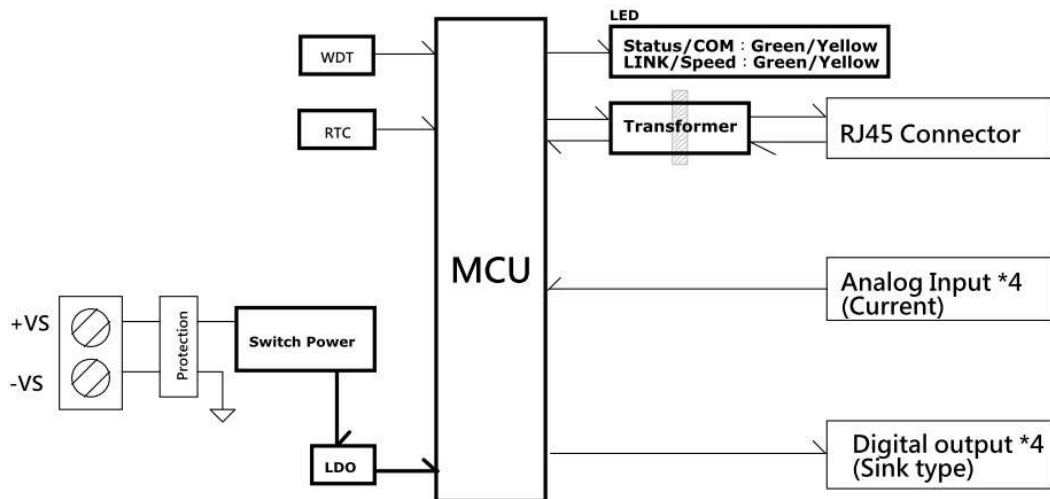 LED
Status/COM : Green/Yellow
LINK/Speed : Green/Yellow
WDT
RTC
Transformer
RJ45 Connector
MCU
Analog Input *4
(Current)
+VS
-VS
Protection
Switch Power
LDO
Digital output *4
(Sink type)